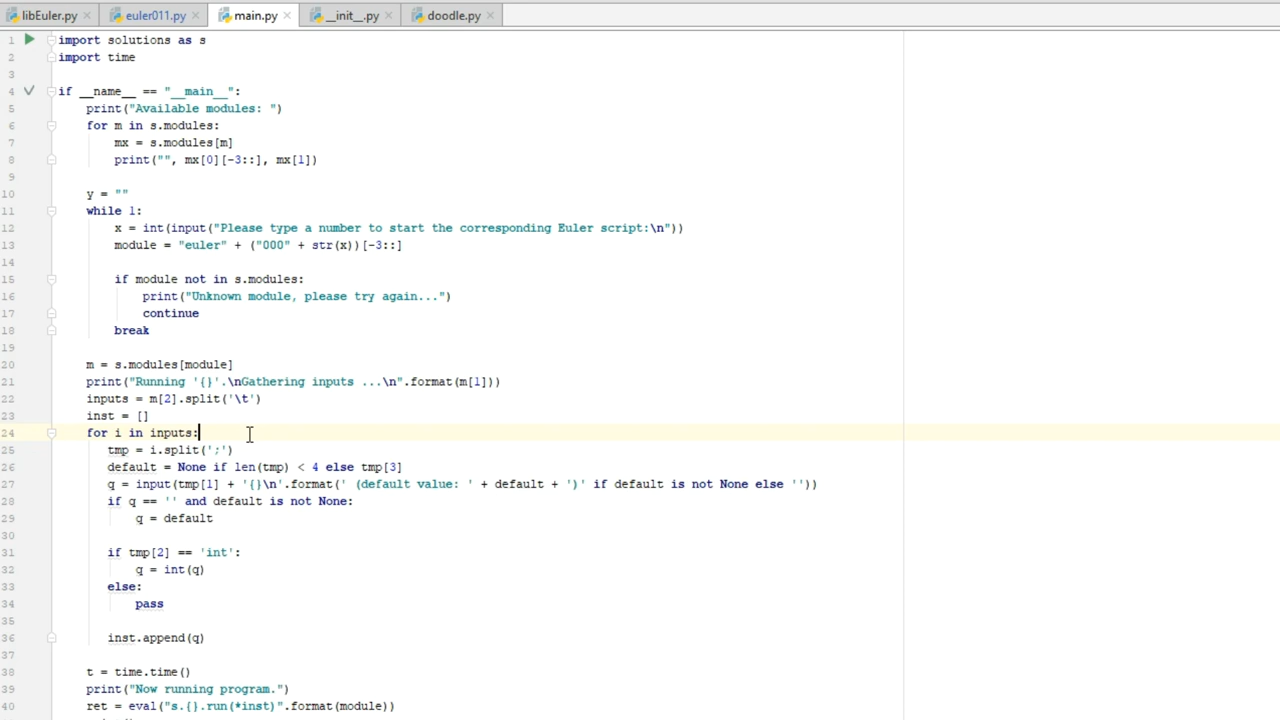 libEuler.py euler011.py main.py __init__.py doodle.py
1 import solutions as s
2 import time
3
4 if __name__ == "__main__":
5 print("Available modules: ")
6 for m in s.modules:
7 mx = s.modules[m]
8 print("", mx[0][-3::], mx[1])
9
10 y = ""
11 while 1:
12 x = int(input("Please type a number to start the corresponding Euler script:\n"))
13 module = "euler" + ("000" + str(x))[-3::]
14
15 if module not in s.modules:
16 print("Unknown module, please try again...")
17 continue
18 break
19
20 m = s.modules[module]
21 print("Running '{}'.\nGathering inputs ...\n".format(m[1]))
22 inputs = m[2].split('\t')
23 inst = []
24 for i in inputs:
25 tmp = i.split(';')
26 default = None if len(tmp) < 4 else tmp[3]
27 q = input(tmp[1] + '{}\n'.format(' (default value: ' + default + ')' if default is not None else ''))
28 if q == '' and default is not None:
29 q = default
30
31 if tmp[2] == 'int':
32 q = int(q)
33 else:
34 pass
35
36 inst.append(q)
37
38 t = time.time()
39 print("Now running program.")
40 ret = eval("s.{}.run(*inst)".format(module))